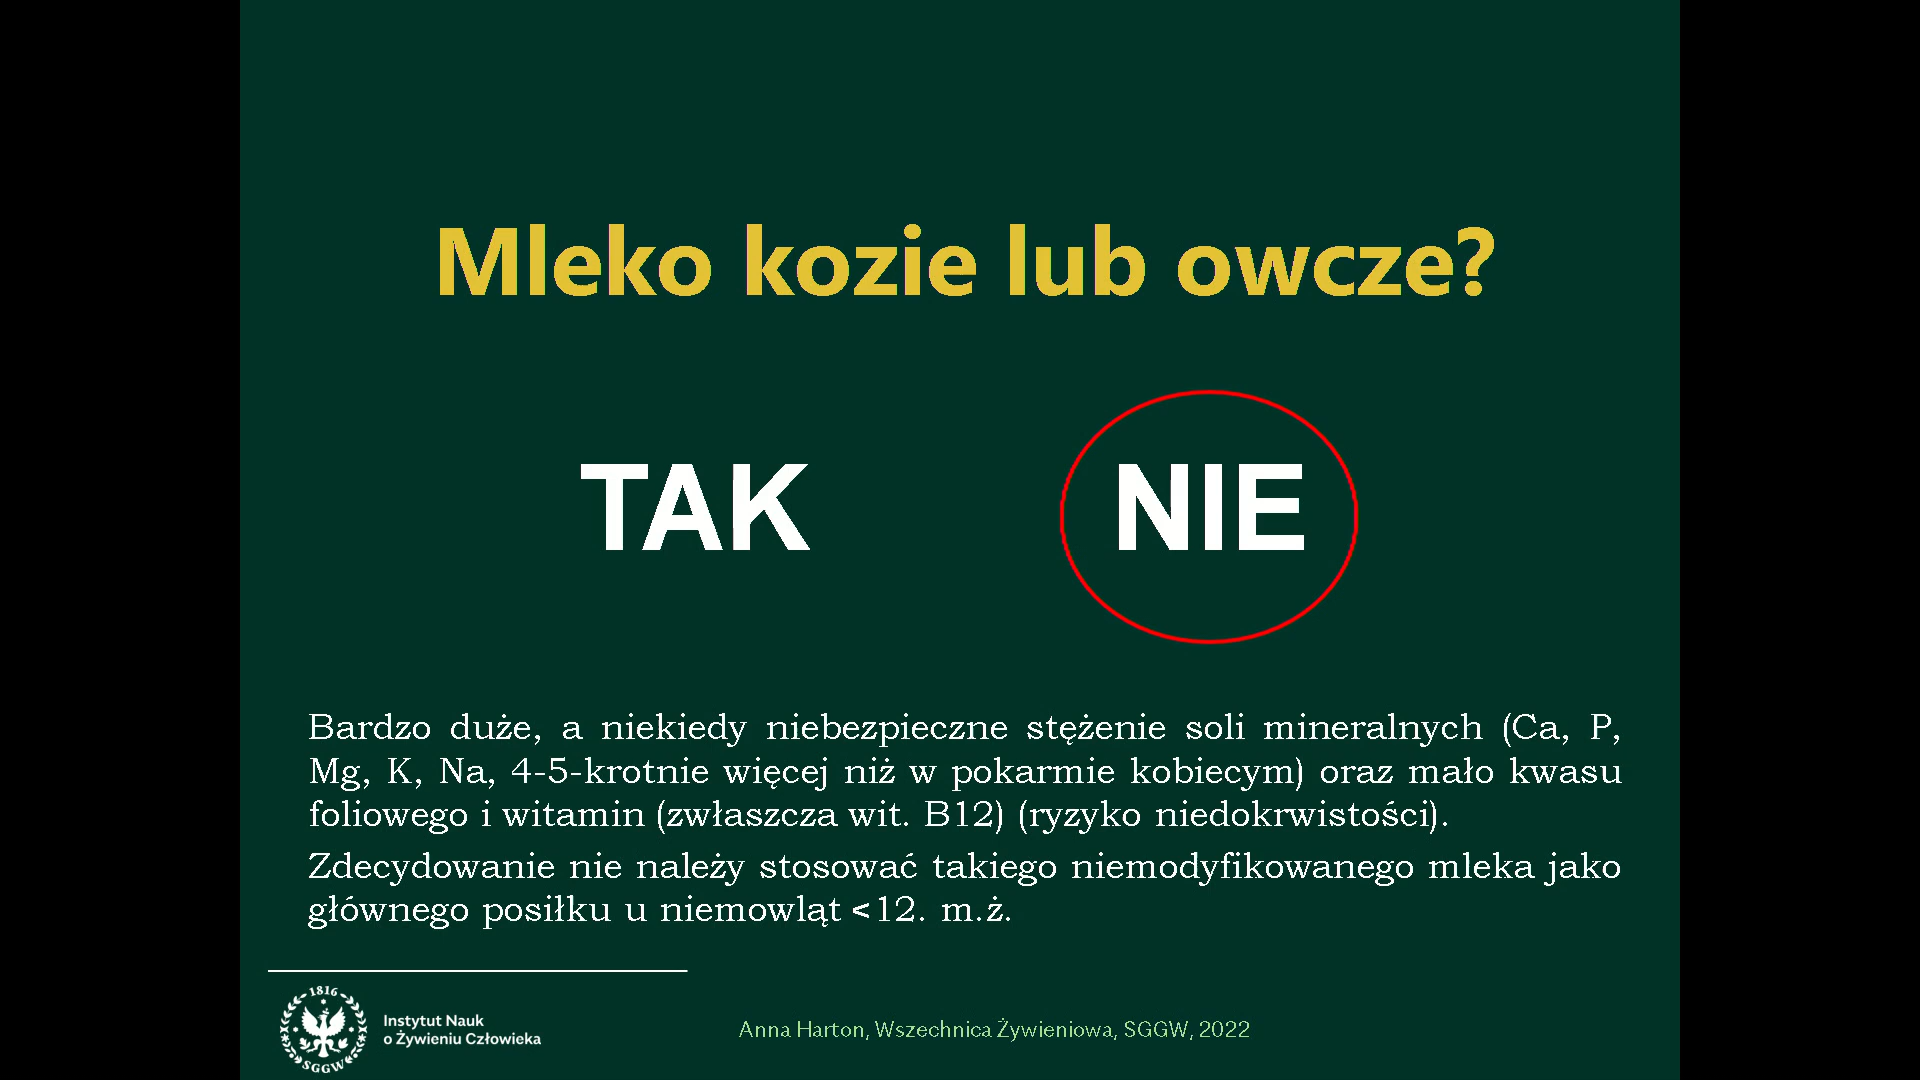 Mleko kozie lub owcze?
TAK NIE
Bardzo duże, a niekiedy niebezpieczne stężenie soli mineralnych (Ca, P,
Mg, K, Na, 4-5-krotnie więcej niż w pokarmie kobiecym) oraz mało kwasu
foliowego i witamin (zwłaszcza wit. B12) (ryzyko niedokrwistości).
Zdecydowanie nie należy stosować takiego niemodyfikowanego mleka jako
głównego posiłku u niemowląt <12. m.ż.
1816
SGGW
Instytut Nauk
o Żywieniu Człowieka
Anna Harton, Wszechnica Żywieniowa, SGGW, 2022